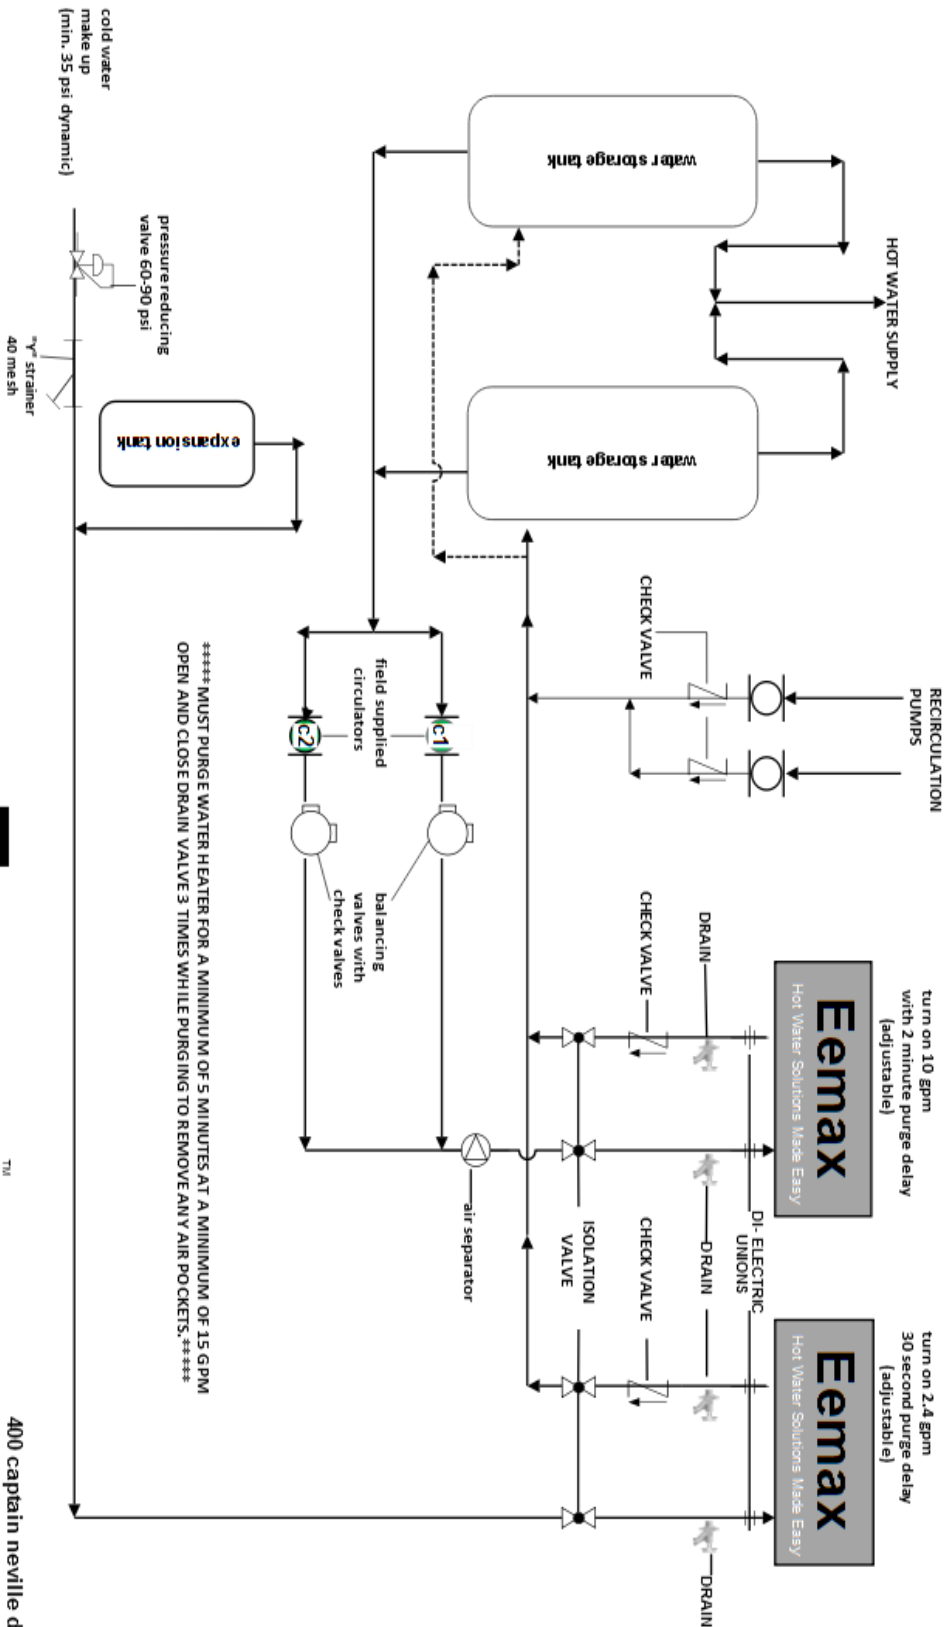 turn on 10 gpm
with 2 minute purge delay
(adjustable)
turn on 2.4 gpm
30 second purge delay
(adjustable)
RECIRCULATION
PUMPS
HOT WATER SUPPLY
Eemax
Hot Water Solutions Made Easy
Eemax
Hot Water Solutions Made Easy
DI- ELECTRIC
UNIONS
DRAIN
DRAIN
DRAIN
CHECK VALVE
CHECK VALVE
CHECK VALVE
ISOLATION
VALVE
water storage tank
water storage tank
air separator
field supplied
circulators
c1
c2
balancing
valves with
check valves
expansion tank
*****MUST PURGE WATER HEATER FOR A MINIMUM OF 5 MINUTES AT A MINIMUM OF 15 GPM
OPEN AND CLOSE DRAIN VALVE 3 TIMES WHILE PURGING TO REMOVE ANY AIR POCKETS.*****
pressure reducing
valve 60-90 psi
cold water
make up
(min. 35 psi dynamic)
"Y" strainer
40 mesh
TM
400 captain neville d